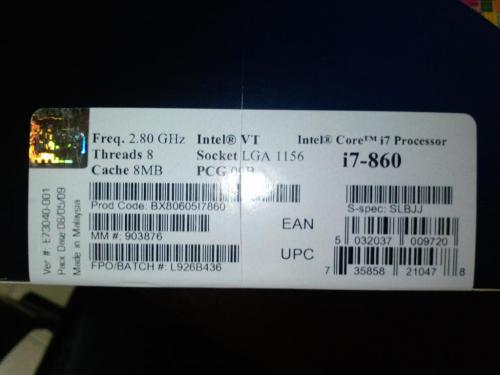 Freq. 2.80 GHz Intel® VT Intel® Core™ i7 Processor
Threads 8 Socket LGA 1156 i7-860
Cache 8MB PCG 09B
Prod Code: BX80605I7860 S-spec: SLBJJ
EAN
5 032037 009720
MM #: 903876
UPC
7 35858 21047 8
FPO/BATCH #: L926B436
Ver #: E73040-001
Pack Date:08/05/09
Made in Malaysia